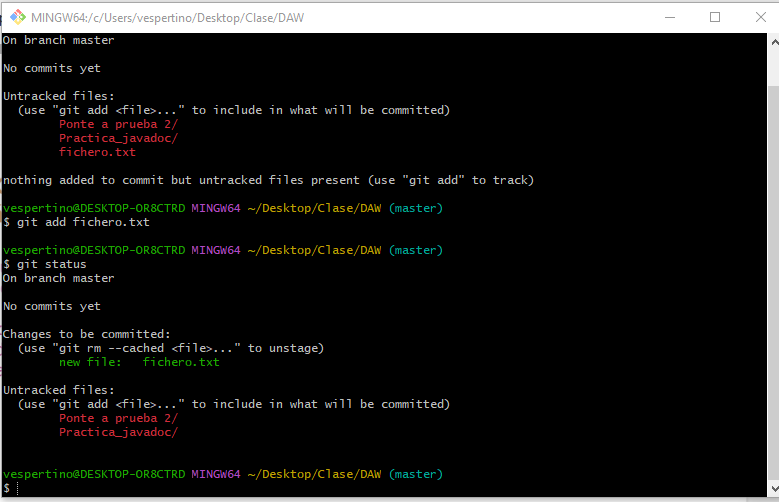 MINGW64:/c/Users/vespertino/Desktop/Clase/DAW
On branch master
No commits yet
Untracked files:
(use "git add <file>..." to include in what will be committed)
Ponte a prueba 2/
Practica_javadoc/
fichero.txt
nothing added to commit but untracked files present (use "git add" to track)
vespertino@DESKTOP-OR8CTRD MINGW64 ~/Desktop/Clase/DAW (master)
$ git add fichero.txt
vespertino@DESKTOP-OR8CTRD MINGW64 ~/Desktop/Clase/DAW (master)
$ git status
On branch master
No commits yet
Changes to be committed:
(use "git rm --cached <file>..." to unstage)
new file:   fichero.txt
Untracked files:
(use "git add <file>..." to include in what will be committed)
Ponte a prueba 2/
Practica_javadoc/
vespertino@DESKTOP-OR8CTRD MINGW64 ~/Desktop/Clase/DAW (master)
$